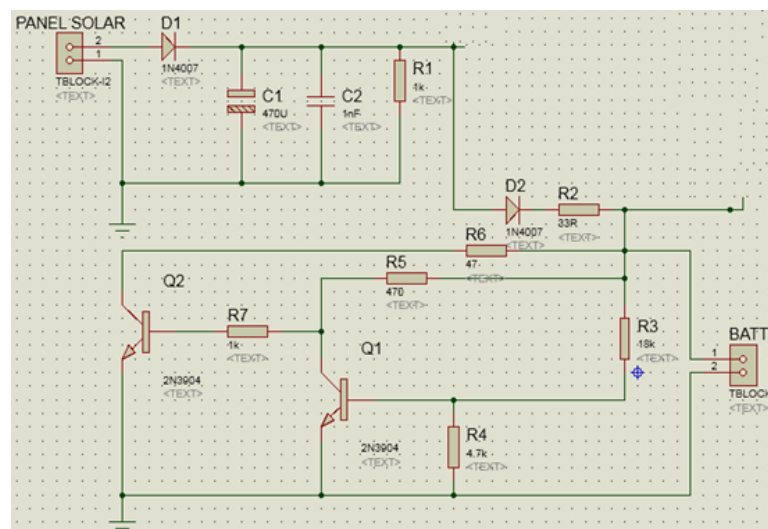 PANEL SOLAR
2
1
TBLOCK-I2
<TEXT>
D1
1N4007
<TEXT>
C1
470U
<TEXT>
C2
1nF
<TEXT>
R1
1k
<TEXT>
D2
1N4007
<TEXT>
R2
33R
<TEXT>
R6
47
<TEXT>
R5
470
<TEXT>
Q2
2N3904
<TEXT>
R7
1k
<TEXT>
Q1
2N3904
<TEXT>
R3
18k
<TEXT>
R4
4.7k
<TEXT>
BATT
1
2
TBLOCK
<TEXT>